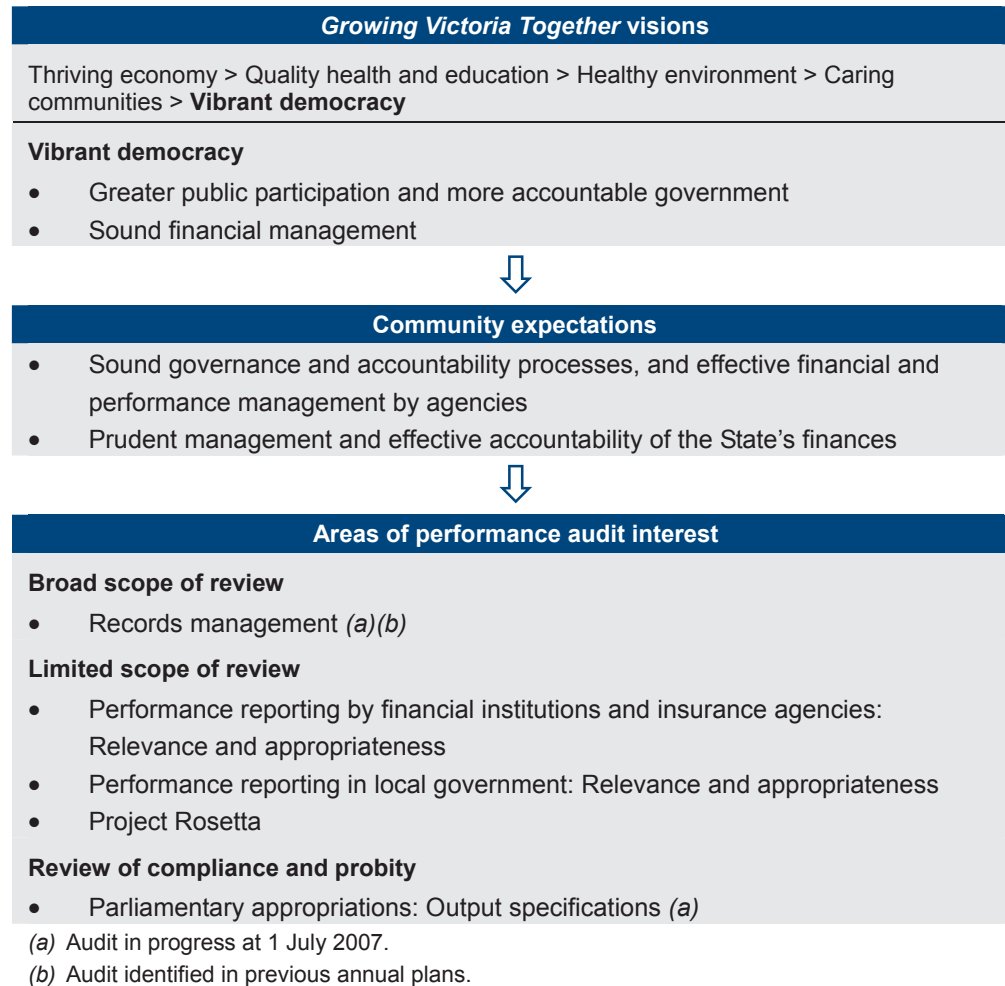 Growing Victoria Together visions
Thriving economy > Quality health and education > Healthy environment > Caring
communities > Vibrant democracy
Vibrant democracy
• Greater public participation and more accountable government
• Sound financial management
Community expectations
• Sound governance and accountability processes, and effective financial and
performance management by agencies
• Prudent management and effective accountability of the State's finances
Areas of performance audit interest
Broad scope of review
• Records management (a)(b)
Limited scope of review
• Performance reporting by financial institutions and insurance agencies:
Relevance and appropriateness
• Performance reporting in local government: Relevance and appropriateness
• Project Rosetta
Review of compliance and probity
• Parliamentary appropriations: Output specifications (a)
(a) Audit in progress at 1 July 2007.
(b) Audit identified in previous annual plans.